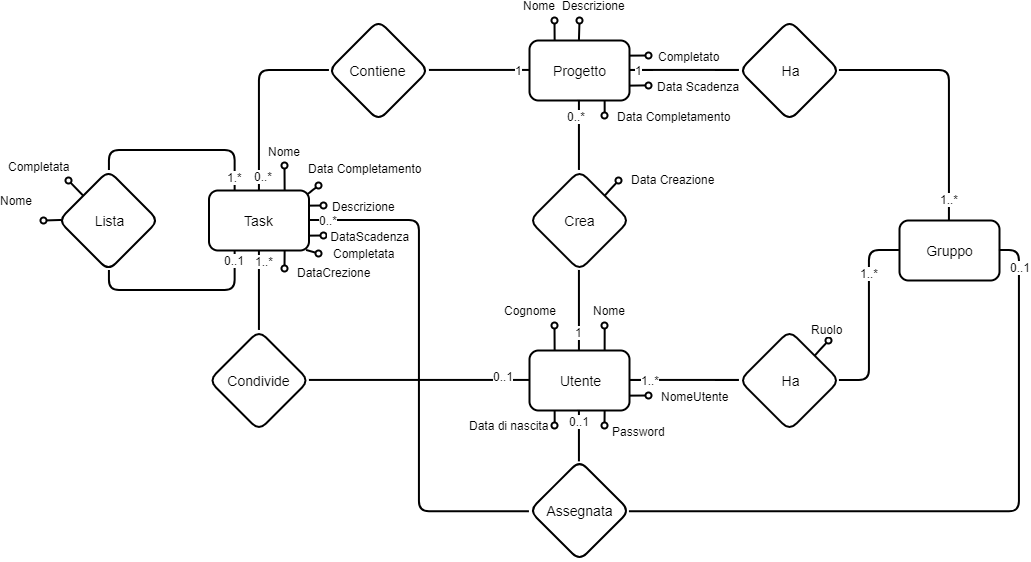 Nome
Descrizione
Contiene
1
Progetto
Completato
1
Data Scadenza
Ha
0..*
Data Completamento
Completata
Nome
Lista
1.*
0..*
Nome
Data Completamento
Task
Descrizione
0..*
DataScadenza
Completata
0..1
1..*
DataCrezione
Data Creazione
Crea
1..*
Gruppo
0..1
1..*
Cognome
Nome
1
Ruolo
Condivide
0..1
Utente
1..*
NomeUtente
Ha
Data di nascita
0..1
Password
Assegnata